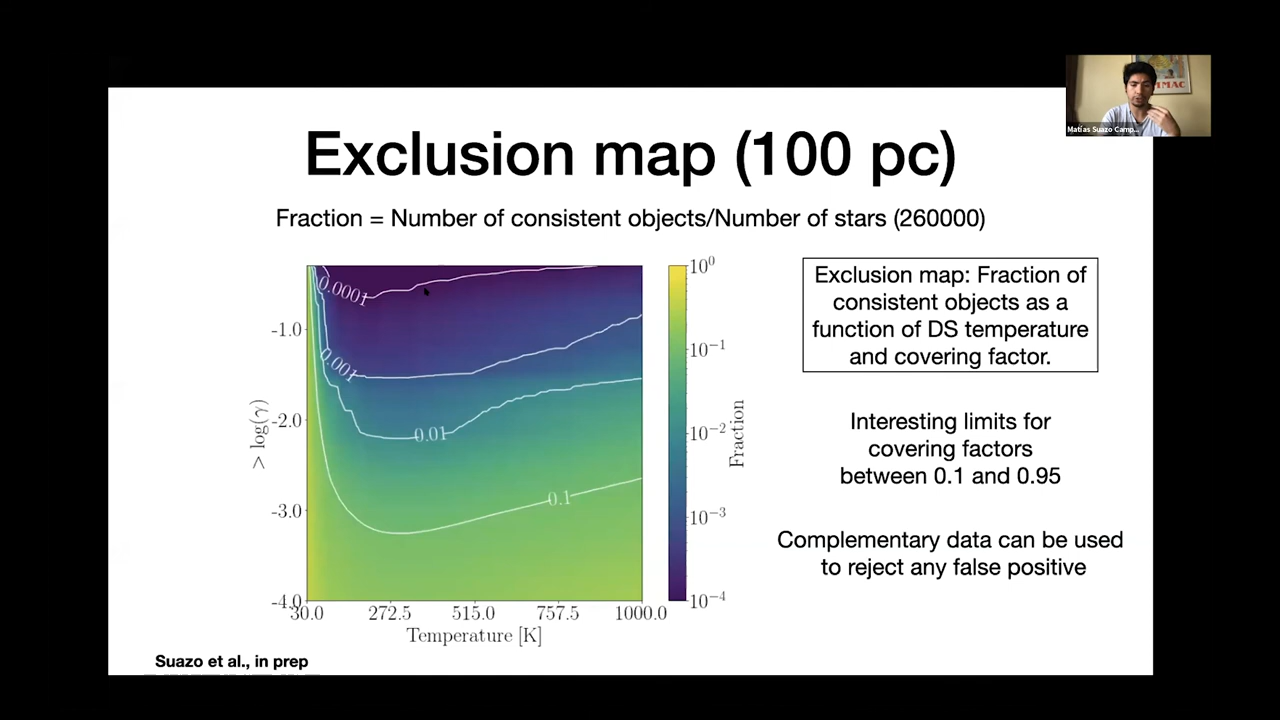 MAC
Matías Suazo Camp...
Exclusion map (100 pc)
Fraction = Number of consistent objects/Number of stars (260000)
Exclusion map: Fraction of
consistent objects as a
function of DS temperature
and covering factor.
Interesting limits for
covering factors
between 0.1 and 0.95
Complementary data can be used
to reject any false positive
> log(γ)
-1.0
-2.0
-3.0
-4.0
0.0001
0.001
0.01
0.1
30.0 272.5 515.0 757.5 1000.0
Temperature [K]
10⁰
10⁻¹
10⁻²
10⁻³
10⁻⁴
Fraction
Suazo et al., in prep